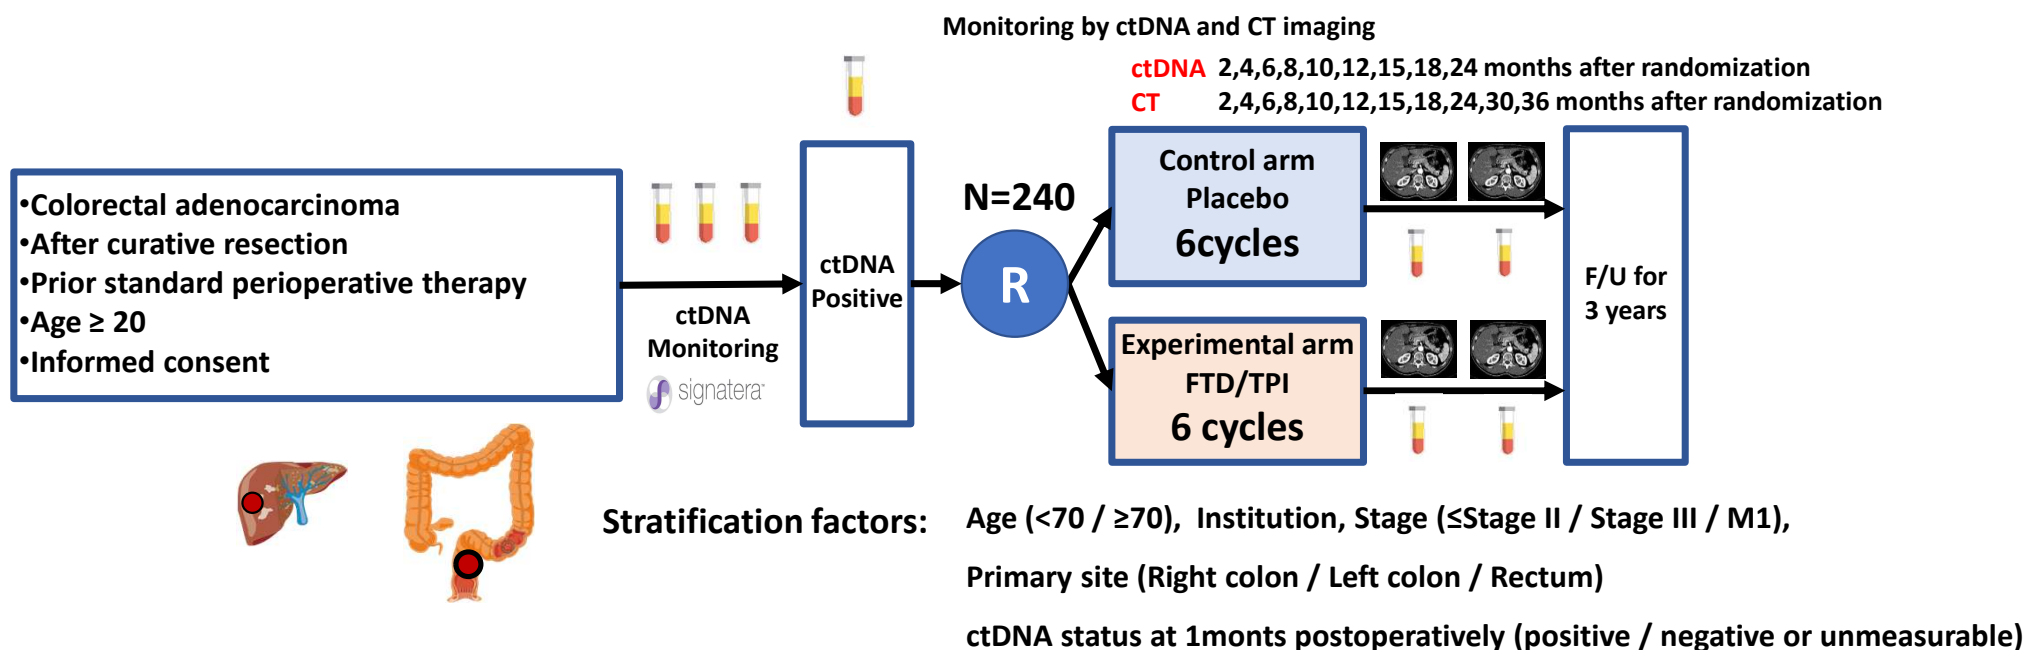 Monitoring by ctDNA and CT imaging
ctDNA 2,4,6,8,10,12,15,18,24 months after randomization
CT 2,4,6,8,10,12,15,18,24,30,36 months after randomization
•Colorectal adenocarcinoma
•After curative resection
•Prior standard perioperative therapy
•Age ≥ 20
•Informed consent
ctDNA
Monitoring
signatera™
ctDNA
Positive
N=240
R
Control arm
Placebo
6cycles
Experimental arm
FTD/TPI
6 cycles
F/U for
3 years
Stratification factors: Age (<70 / ≥70), Institution, Stage (≤Stage II / Stage III / M1),
Primary site (Right colon / Left colon / Rectum)
ctDNA status at 1monts postoperatively (positive / negative or unmeasurable)